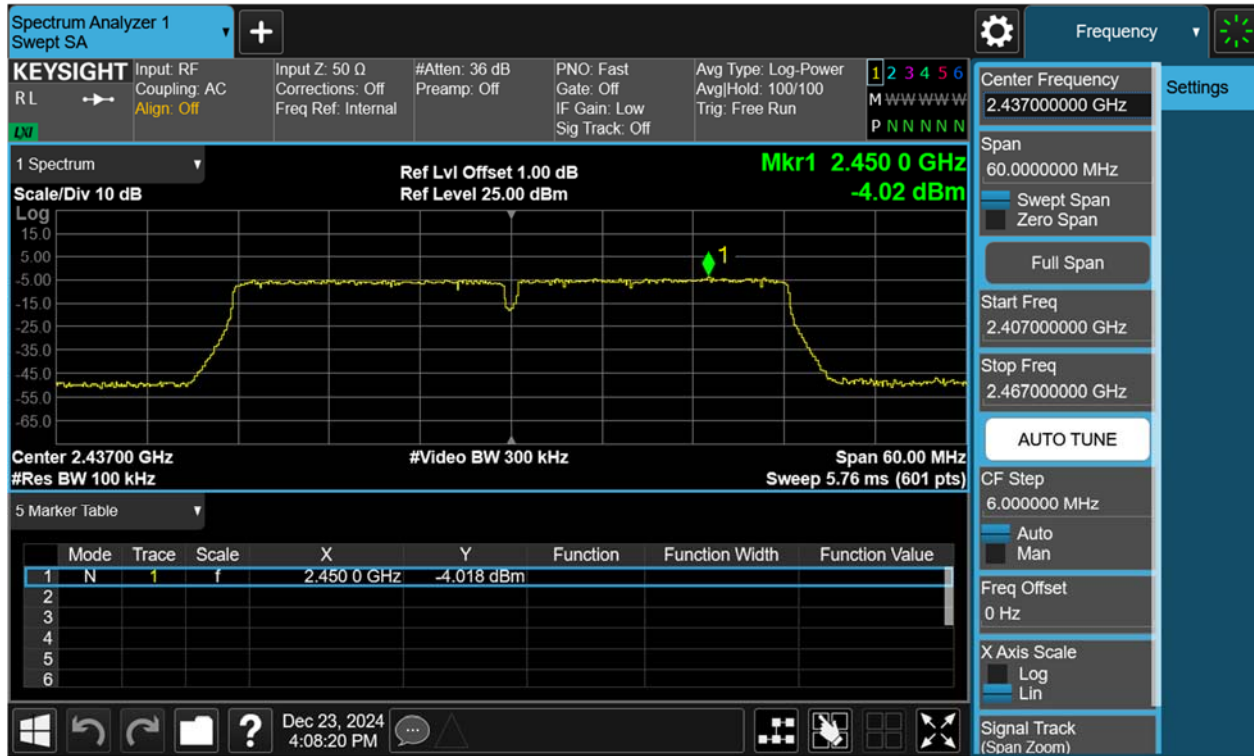 Spectrum Analyzer 1
Swept SA
Frequency
KEYSIGHT
R L
LXI
Input: RF
Coupling: AC
Align: Off
Input Z: 50 Ω
Corrections: Off
Freq Ref: Internal
#Atten: 36 dB
Preamp: Off
PNO: Fast
Gate: Off
IF Gain: Low
Sig Track: Off
Avg Type: Log-Power
Avg|Hold: 100/100
Trig: Free Run
1 2 3 4 5 6
M W W W W W W
P N N N N N
1 Spectrum
Scale/Div 10 dB
Ref Lvl Offset 1.00 dB
Ref Level 25.00 dBm
Mkr1 2.450 0 GHz
-4.02 dBm
Log
15.0
5.00
-5.00
-15.0
-25.0
-35.0
-45.0
-55.0
-65.0
1
Center 2.43700 GHz
#Video BW 300 kHz
Span 60.00 MHz
#Res BW 100 kHz
Sweep 5.76 ms (601 pts)
5 Marker Table
Mode Trace Scale X Y Function Function Width Function Value
1 N 1 f 2.450 0 GHz -4.018 dBm
2
3
4
5
6
Center Frequency
2.437000000 GHz
Settings
Span
60.0000000 MHz
Swept Span
Zero Span
Full Span
Start Freq
2.407000000 GHz
Stop Freq
2.467000000 GHz
AUTO TUNE
CF Step
6.000000 MHz
Auto
Man
Freq Offset
0 Hz
X Axis Scale
Log
Lin
Signal Track
(Span Zoom)
?
Dec 23, 2024
4:08:20 PM